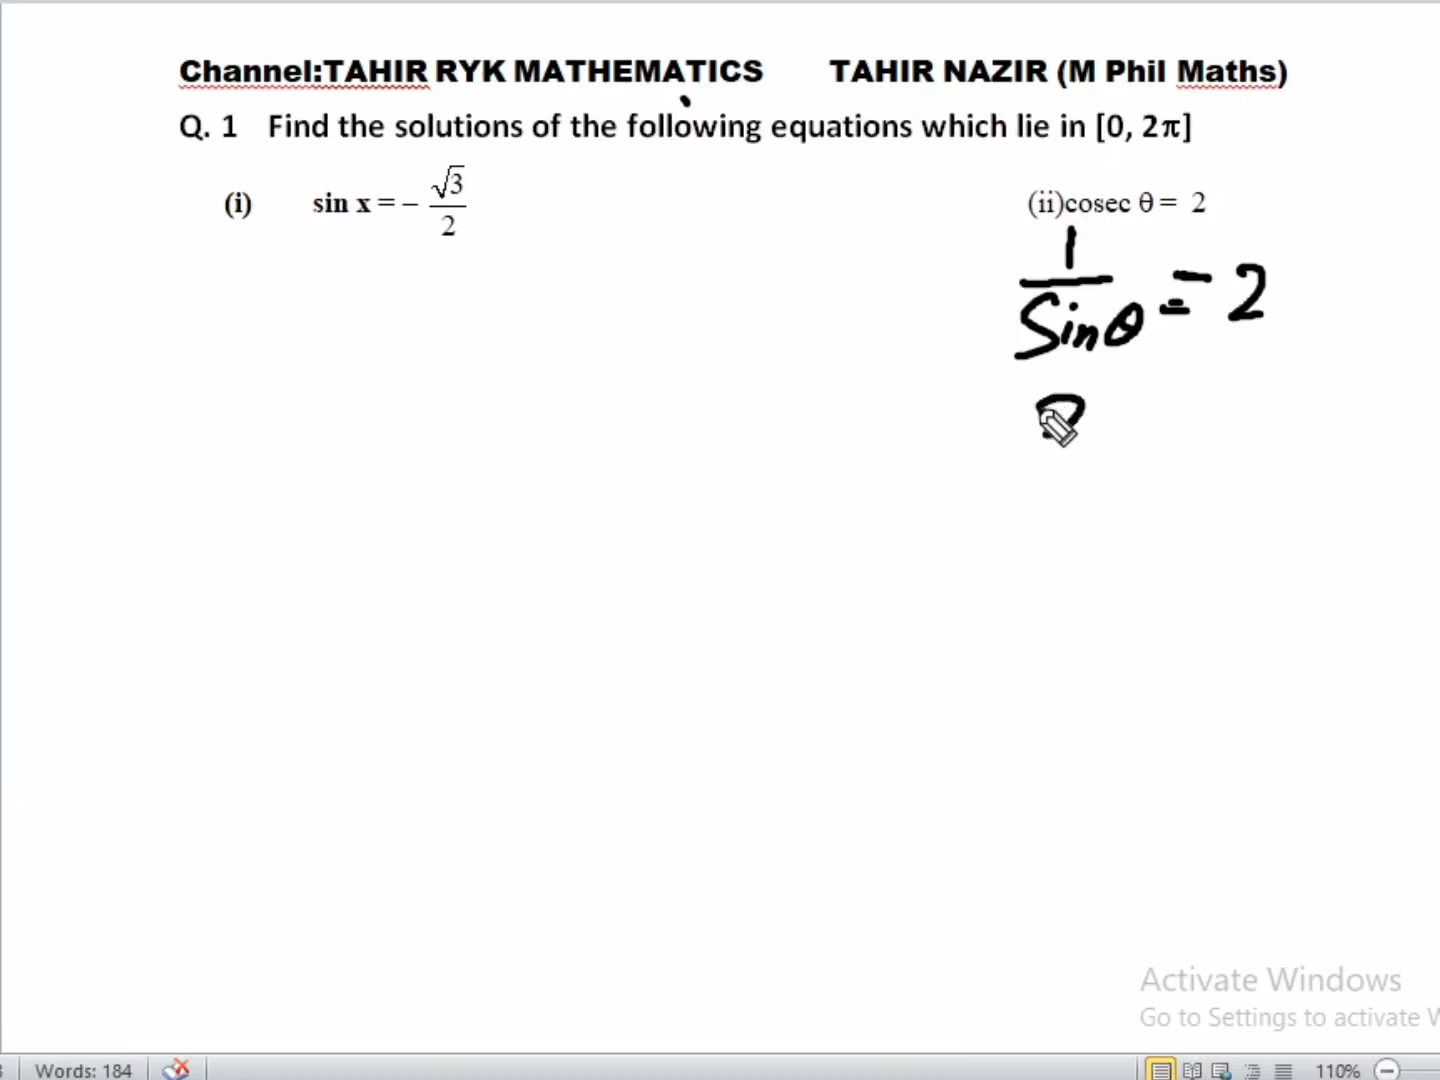 Channel:TAHIR RYK MATHEMATICS TAHIR NAZIR (M Phil Maths)
Q. 1 Find the solutions of the following equations which lie in [0, 2π]
(i) sin x = – √3/2 (ii)cosec θ = 2
1/Sinθ = 2
Activate Windows
Go to Settings to activate
Words: 184 110%